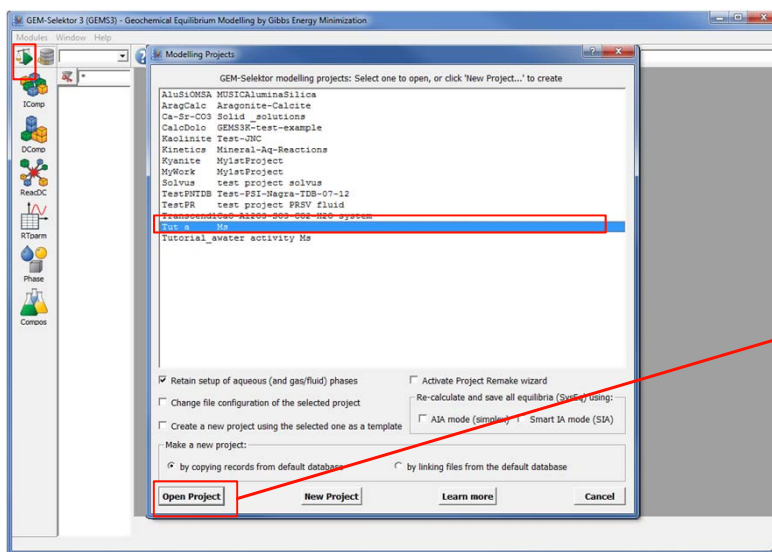 GEM-Selektor 3 (GEMS3) - Geochemical Equilibrium Modelling by Gibbs Energy Minimization
Modules Window Help
*
IComp
DComp
ReacDC
RTparm
Phase
Compos
Modelling Projects
GEM-Selektor modelling projects: Select one to open, or click 'New Project...' to create
AluSiOMSA MUSICAluminaSilica
AragCalc Aragonite-Calcite
Ca-Sr-CO3 Solid _solutions
CalcDolo GEMS3K-test-example
Kaolinite Test-JNC
Kinetics Mineral-Aq-Reactions
Kyanite My1stProject
MyWork My1stProject
Solvus test project solvus
TestPNTDB Test-PSI-Nagra-TDB-07-12
TestPR test project PRSV fluid
TranscendiCaO-Al2O3-SO3-CO2-H2O system
Tut_a Ms
Tutorial_awater activity Ms
Retain setup of aqueous (and gas/fluid) phases
Activate Project Remake wizard
Change file configuration of the selected project
Re-calculate and save all equilibria (SysEq) using:
Create a new project using the selected one as a template
AIA mode (simplex) Smart IA mode (SIA)
Make a new project:
by copying records from default database
by linking files from the default database
Open Project New Project Learn more Cancel